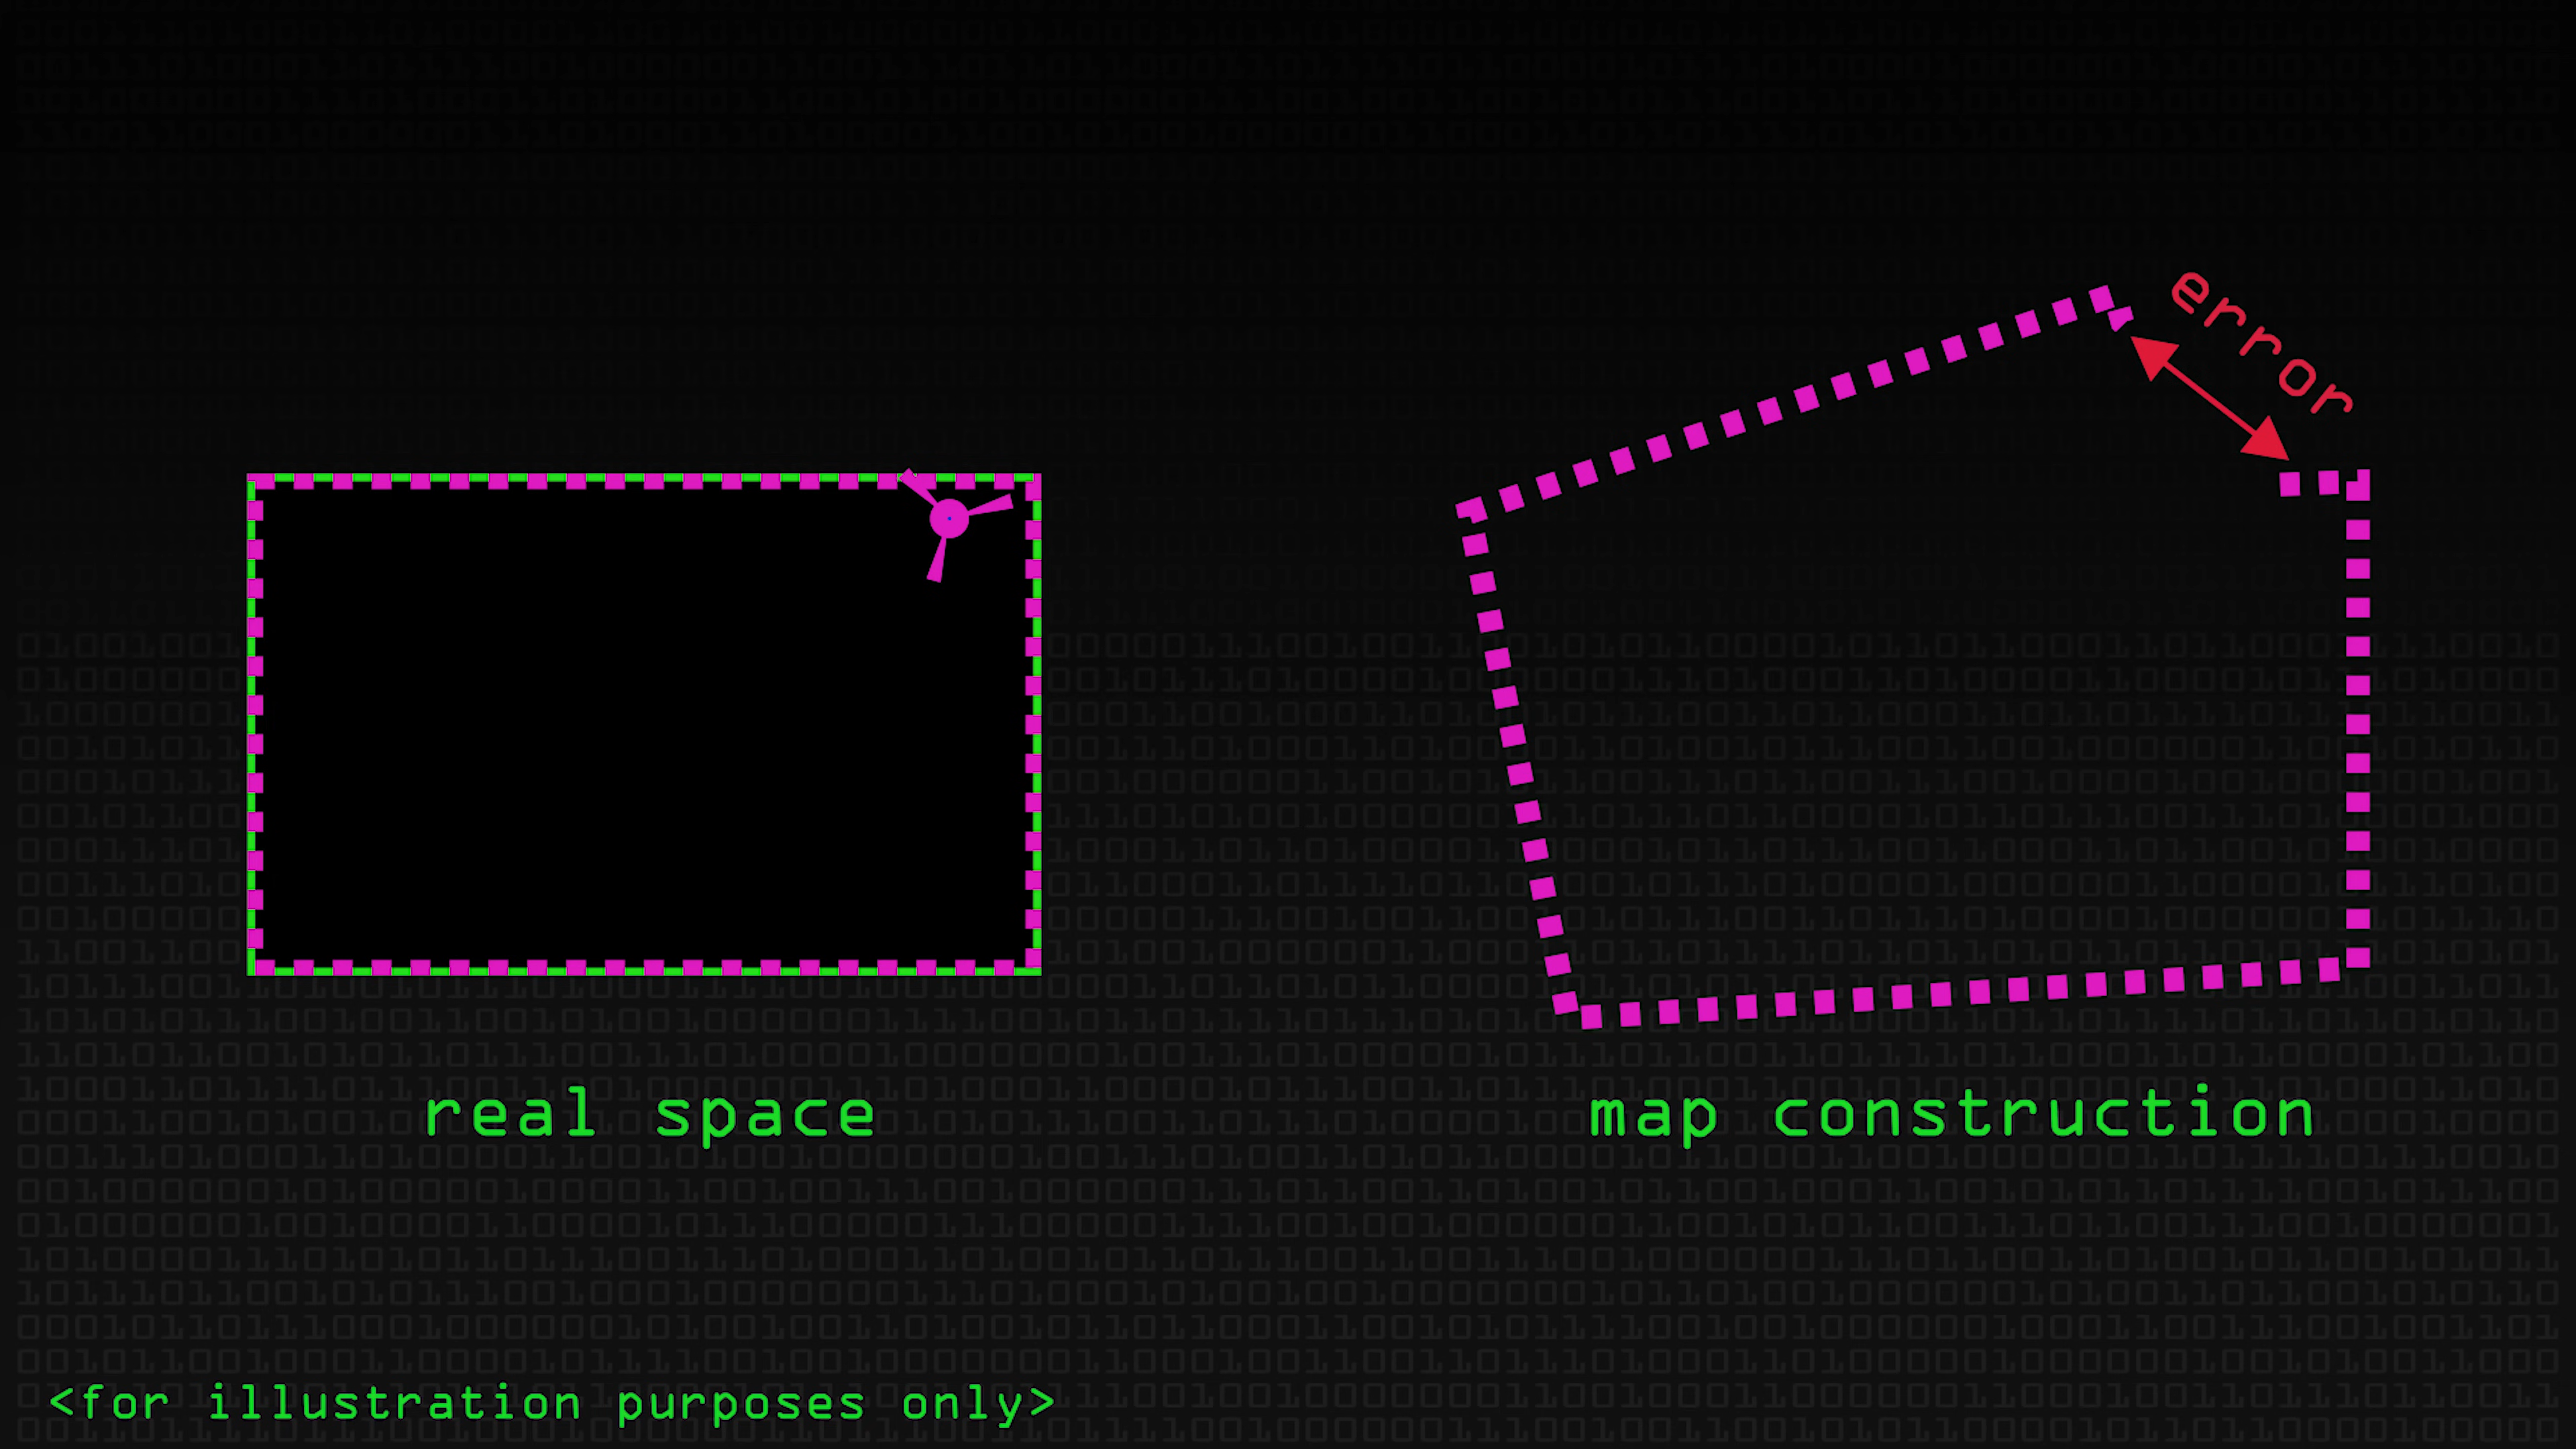 error
real space
map construction
<for illustration purposes only>